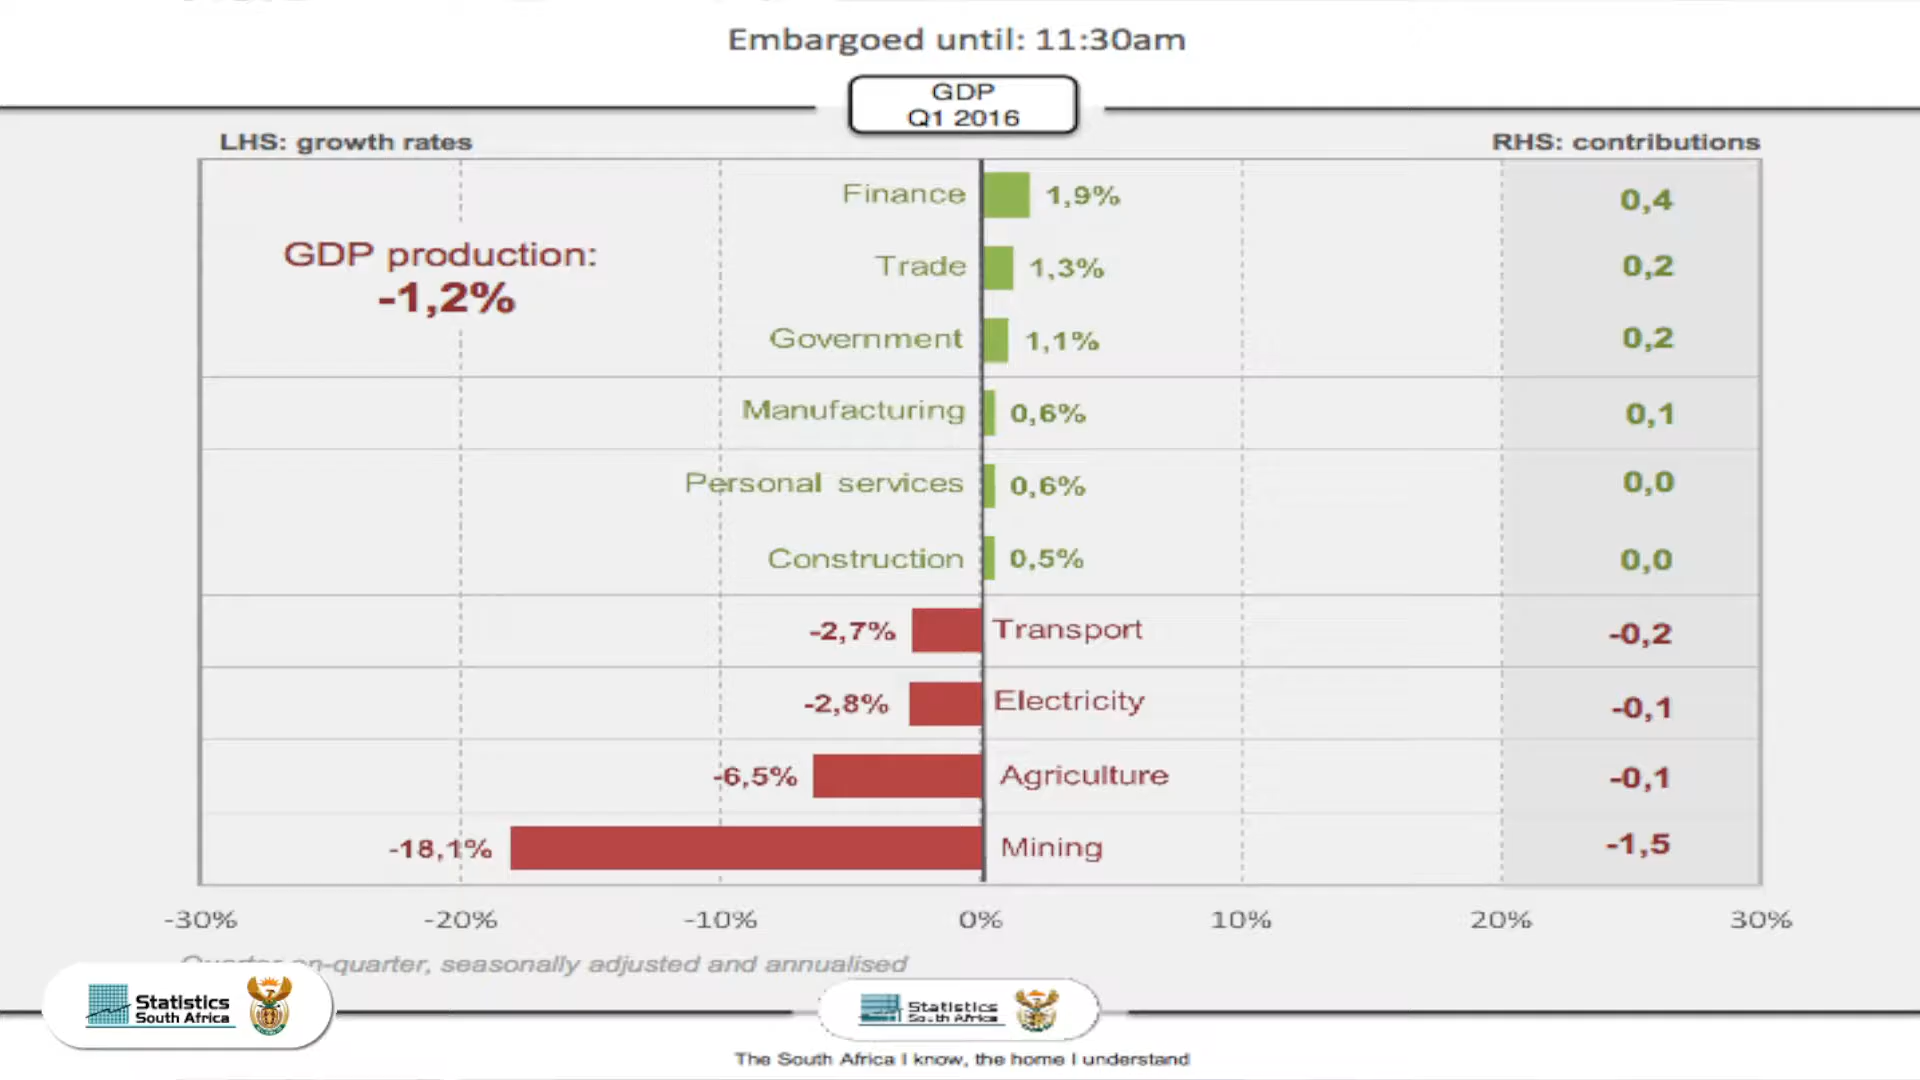 Embargoed until: 11:30am
GDP
Q1 2016
LHS: growth rates
RHS: contributions
GDP production:
-1,2%
Finance 1,9% 0,4
Trade 1,3% 0,2
Government 1,1% 0,2
Manufacturing 0,6% 0,1
Personal services 0,6% 0,0
Construction 0,5% 0,0
-2,7% Transport -0,2
-2,8% Electricity -0,1
-6,5% Agriculture -0,1
-18,1% Mining -1,5
-30% -20% -10% 0% 10% 20% 30%
Quarter-on-quarter, seasonally adjusted and annualised
Statistics
South Africa
Statistics
South Africa
The South Africa I know, the home I understand